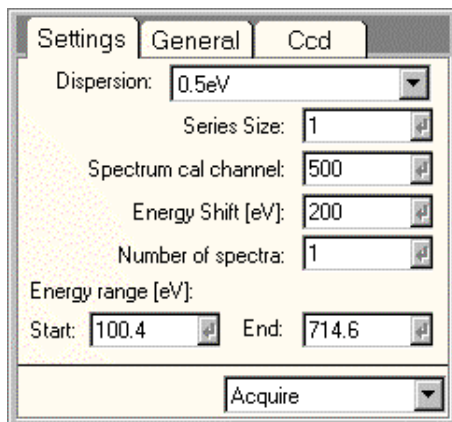 Settings General Ccd
Dispersion: 0.5eV
Series Size: 1
Spectrum cal channel: 500
Energy Shift [eV]: 200
Number of spectra: 1
Energy range [eV]:
Start: 100.4 End: 714.6
Acquire